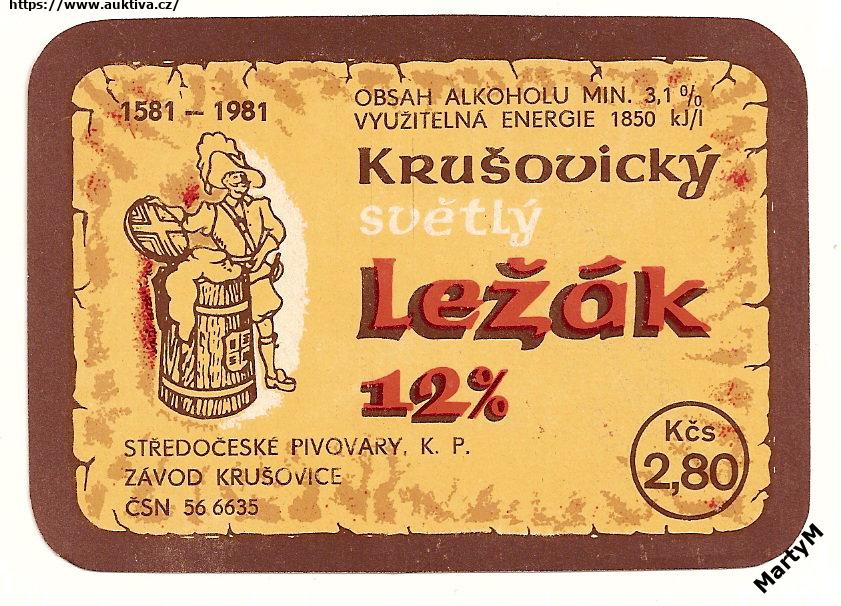 https://www.auktiva.cz/
1581 – 1981
OBSAH ALKOHOLU MIN. 3,1 %
VYUŽITELNÁ ENERGIE 1850 kJ/l
Krušovický
světlý
Ležák
12%
STŘEDOČESKÉ PIVOVARY, K. P.
ZÁVOD KRUŠOVICE
ČSN 56 6635
Kčs
2,80
MartyM